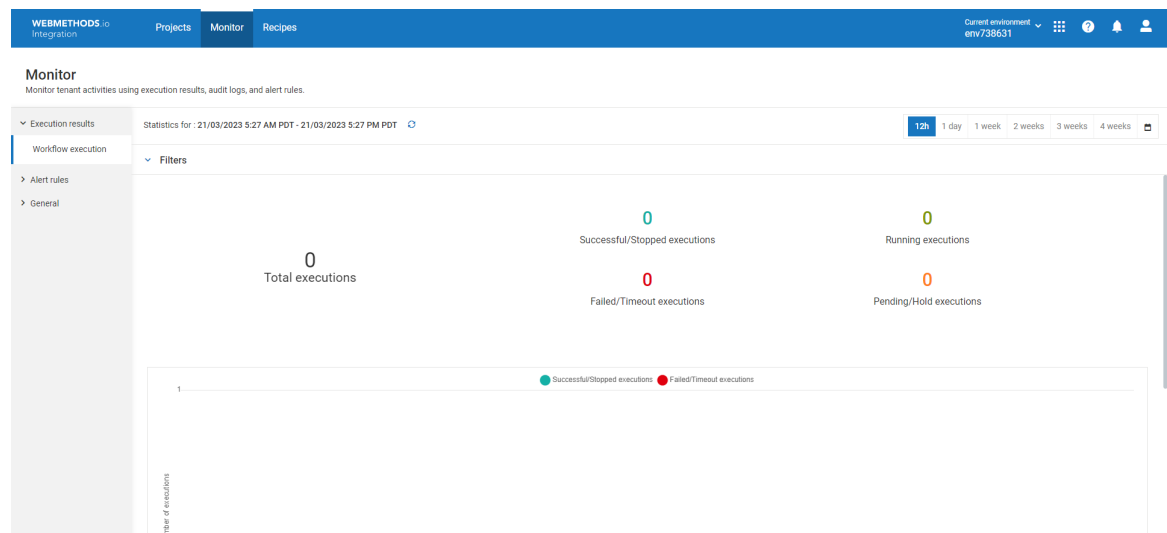 WEBMETHODS.io
Integration
Projects
Monitor
Recipes
Current environment
env738631
Monitor
Monitor tenant activities using execution results, audit logs, and alert rules.
Execution results
Workflow execution
Alert rules
General
Statistics for : 21/03/2023 5:27 AM PDT - 21/03/2023 5:27 PM PDT
12h
1 day
1 week
2 weeks
3 weeks
4 weeks
Filters
0
Total executions
0
Successful/Stopped executions
0
Running executions
0
Failed/Timeout executions
0
Pending/Hold executions
Successful/Stopped executions
Failed/Timeout executions
1
of executions